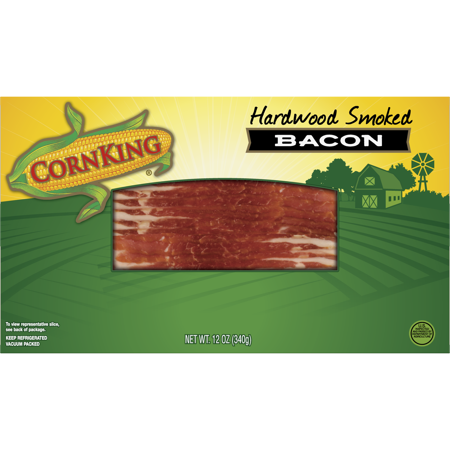 Hardwood Smoked
BACON
CORNKING®
To view representative slice,
see back of package.
KEEP REFRIGERATED
VACUUM PACKED
NET WT. 12 OZ (340g)